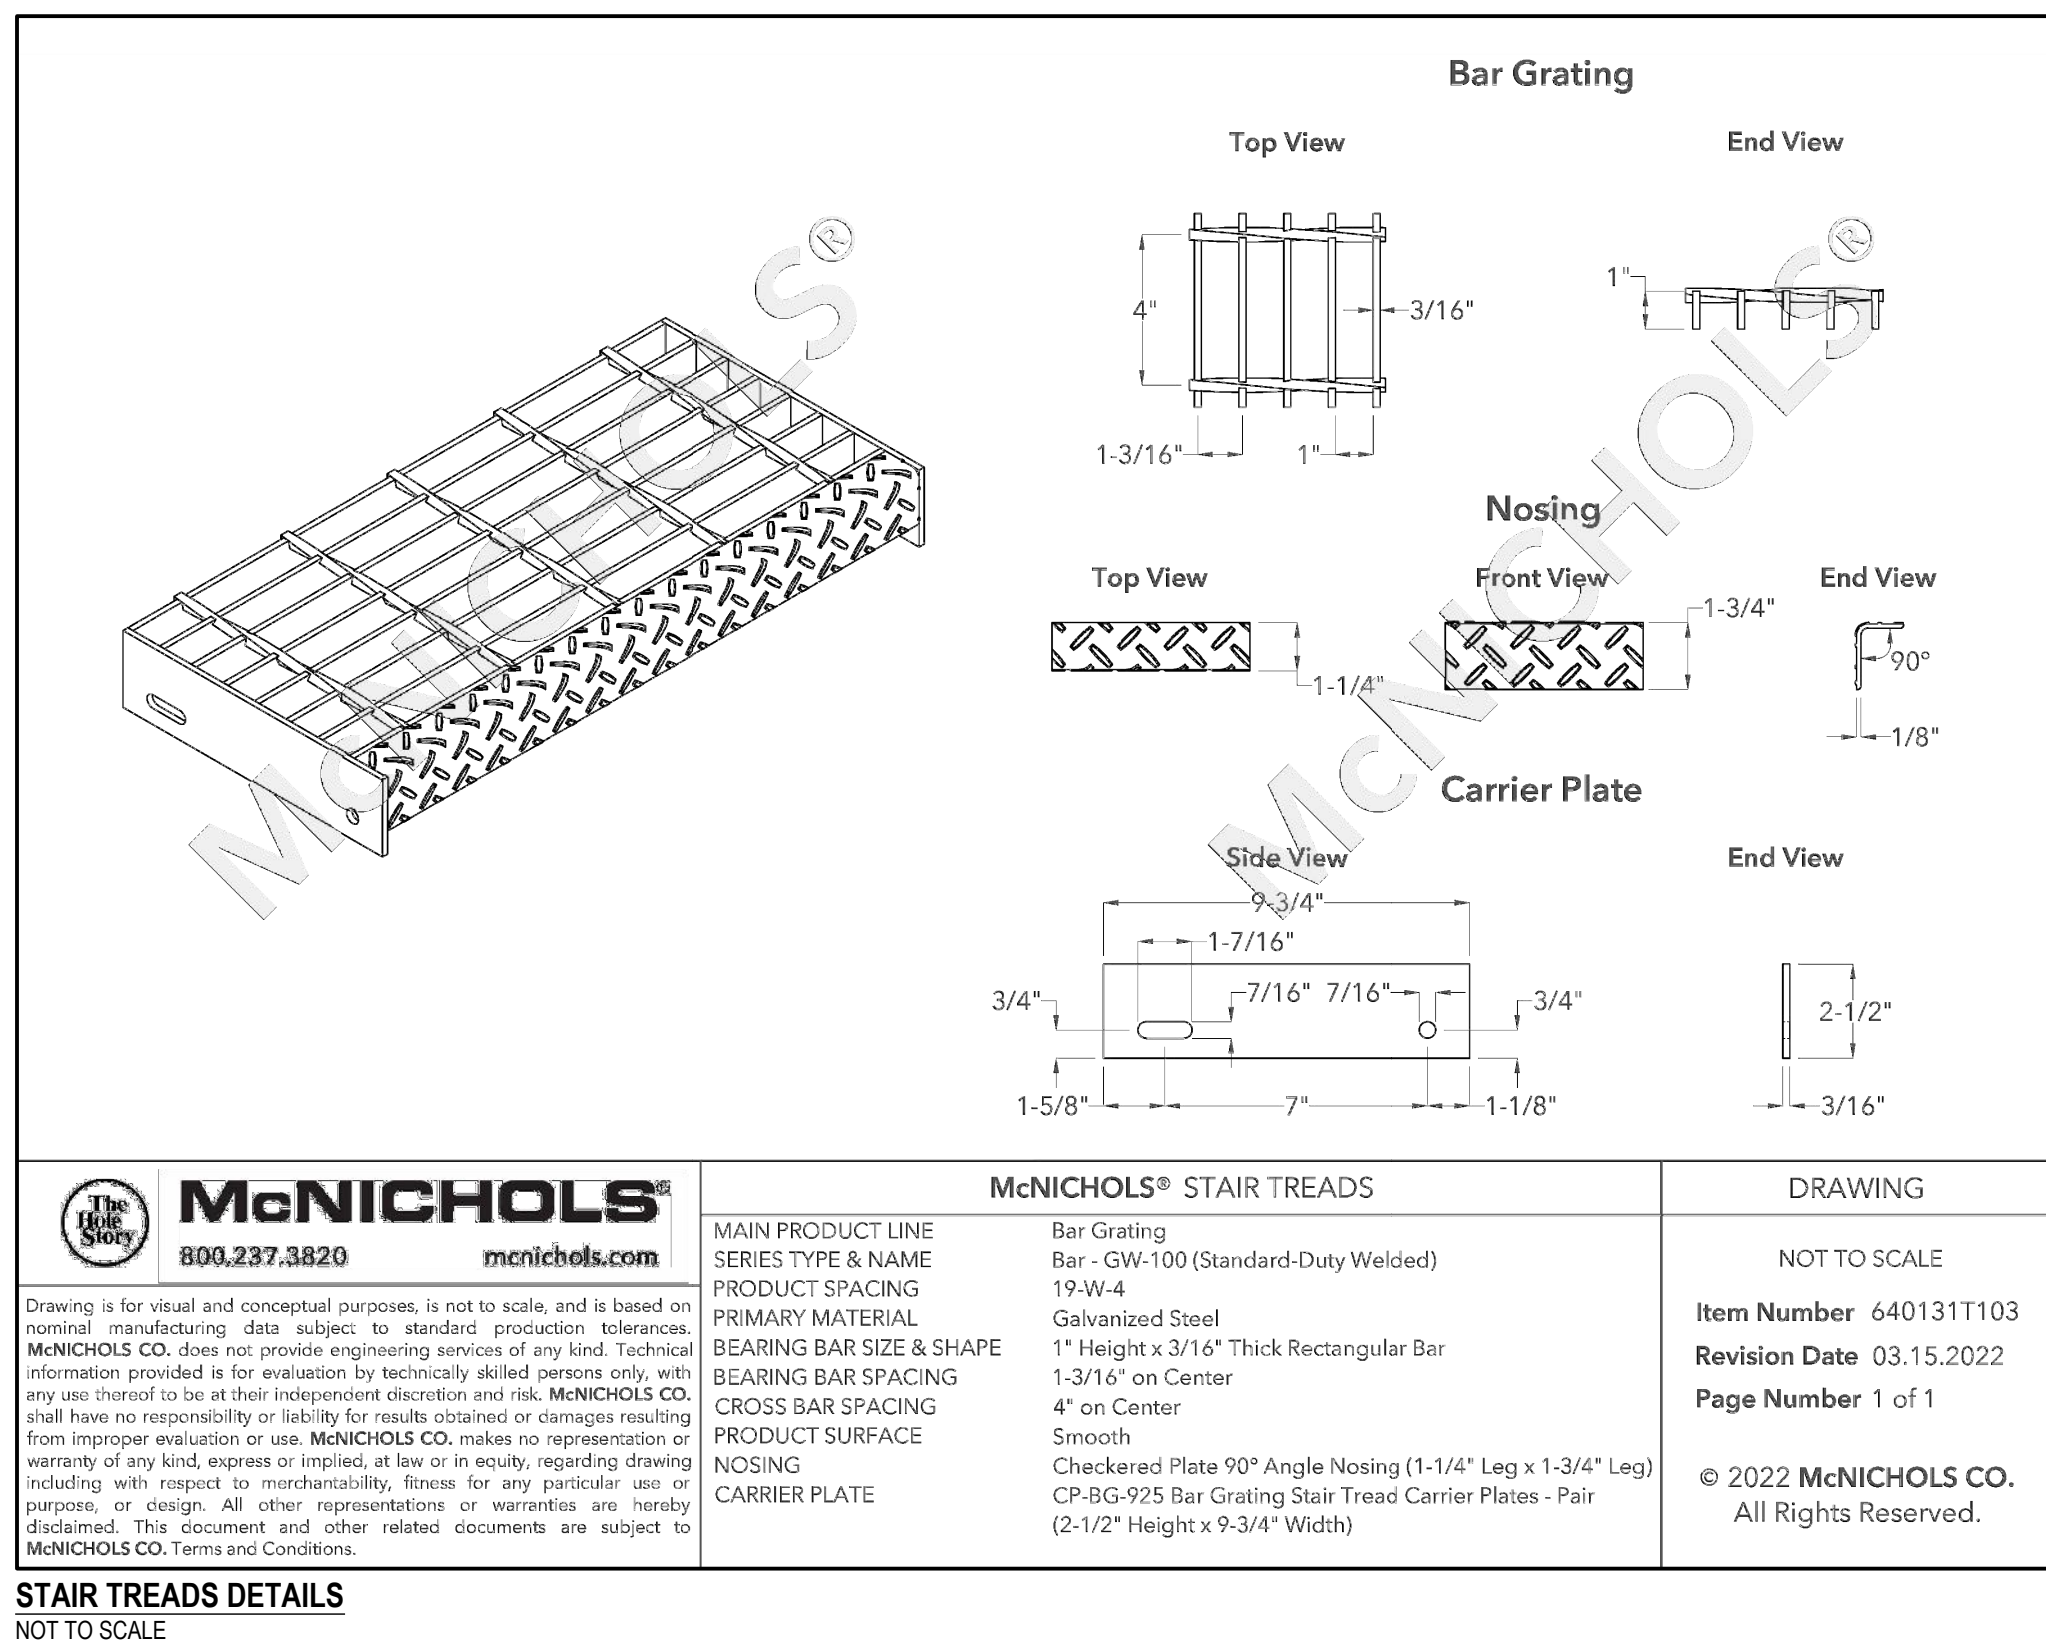 Bar Grating
Top View
End View
4"
3/16"
1"
1-3/16"
1"
Nosing
Top View
Front View
End View
1-1/4"
1-3/4"
90°
1/8"
Carrier Plate
Side View
End View
9-3/4"
1-7/16"
7/16"
7/16"
3/4"
3/4"
2-1/2"
1-5/8"
7"
1-1/8"
3/16"
McNICHOLS®
McNICHOLS®
The
Hole
Story
McNICHOLS®
800.237.3820 mcnichols.com
Drawing is for visual and conceptual purposes, is not to scale, and is based on
nominal manufacturing data subject to standard production tolerances.
McNICHOLS CO. does not provide engineering services of any kind. Technical
information provided is for evaluation by technically skilled persons only, with
any use thereof to be at their independent discretion and risk. McNICHOLS CO.
shall have no responsibility or liability for results obtained or damages resulting
from improper evaluation or use. McNICHOLS CO. makes no representation or
warranty of any kind, express or implied, at law or in equity, regarding drawing
including with respect to merchantability, fitness for any particular use or
purpose, or design. All other representations or warranties are hereby
disclaimed. This document and other related documents are subject to
McNICHOLS CO. Terms and Conditions.
McNICHOLS® STAIR TREADS
MAIN PRODUCT LINE Bar Grating
SERIES TYPE & NAME Bar - GW-100 (Standard-Duty Welded)
PRODUCT SPACING 19-W-4
PRIMARY MATERIAL Galvanized Steel
BEARING BAR SIZE & SHAPE 1" Height x 3/16" Thick Rectangular Bar
BEARING BAR SPACING 1-3/16" on Center
CROSS BAR SPACING 4" on Center
PRODUCT SURFACE Smooth
NOSING Checkered Plate 90° Angle Nosing (1-1/4" Leg x 1-3/4" Leg)
CARRIER PLATE CP-BG-925 Bar Grating Stair Tread Carrier Plates - Pair
(2-1/2" Height x 9-3/4" Width)
DRAWING
NOT TO SCALE
Item Number 640131T103
Revision Date 03.15.2022
Page Number 1 of 1
© 2022 McNICHOLS CO.
All Rights Reserved.
STAIR TREADS DETAILS
NOT TO SCALE